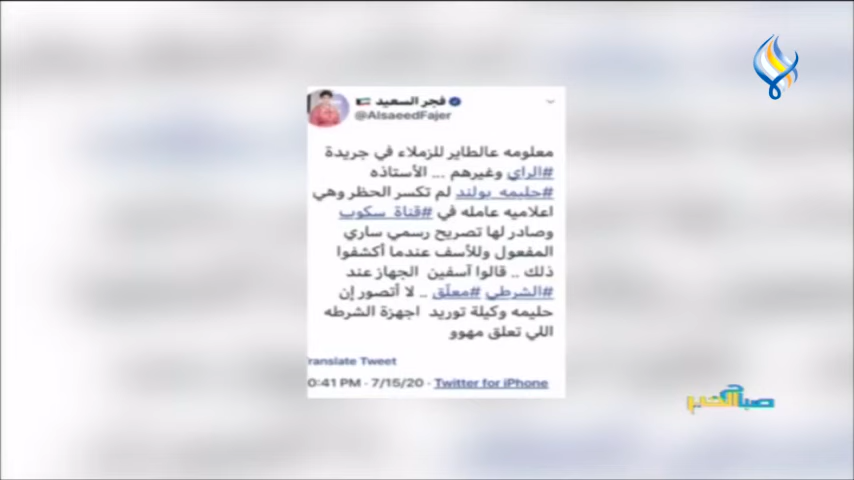 فجر السعيد
@AlsaeedFajer
معلومه عالطاير للزملاء في جريدة
#الراي وغيرهم ... الأستاذه
#حليمه_بولند لم تكسر الحظر وهي
اعلاميه عامله في #قناة_سكوب
وصادر لها تصريح رسمي ساري
المفعول وللأسف عندما أكشفوا
ذلك .. قالوا آسفين الجهاز عند
#الشرطي #معلّق .. لا أتصور إن
حليمه وكيلة توريد اجهزة الشرطه
اللي تعلق مهوو
ranslate Tweet
0:41 PM · 7/15/20 · Twitter for iPhone
صباح الخير